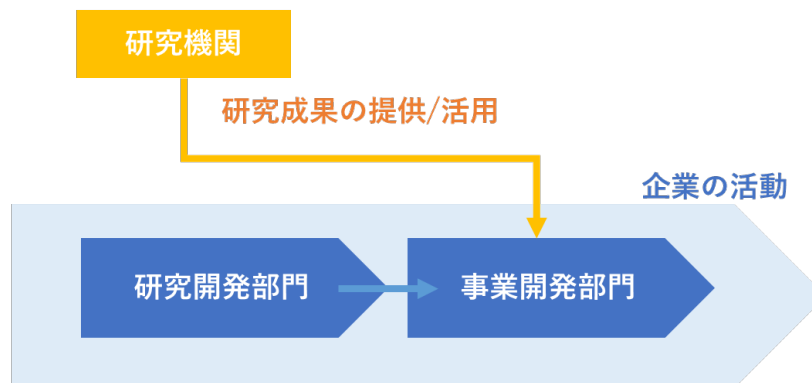 研究機関
研究成果の提供/活用
企業の活動
研究開発部門
事業開発部門